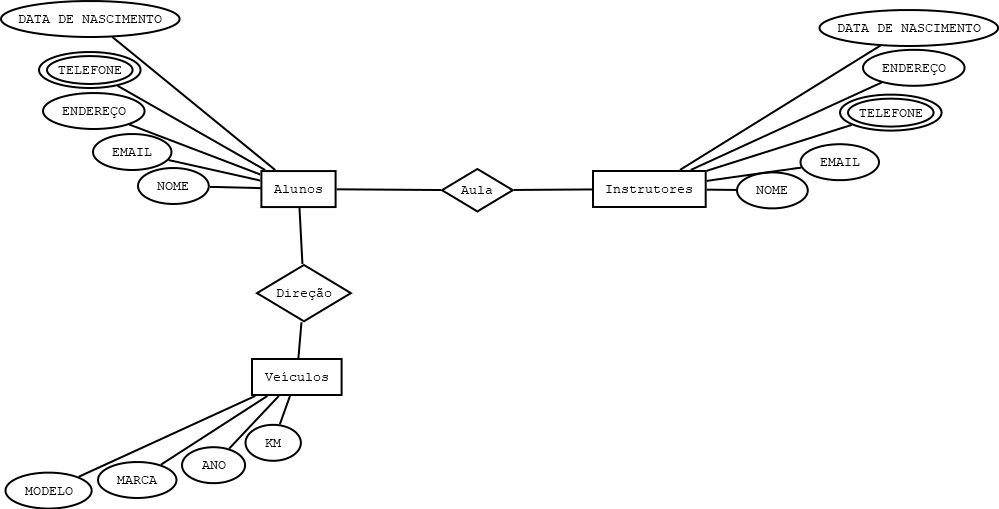 DATA DE NASCIMENTO
TELEFONE
ENDEREÇO
EMAIL
NOME
Alunos
Aula
Instrutores
DATA DE NASCIMENTO
ENDEREÇO
TELEFONE
EMAIL
NOME
Direção
Veículos
MODELO
MARCA
ANO
KM